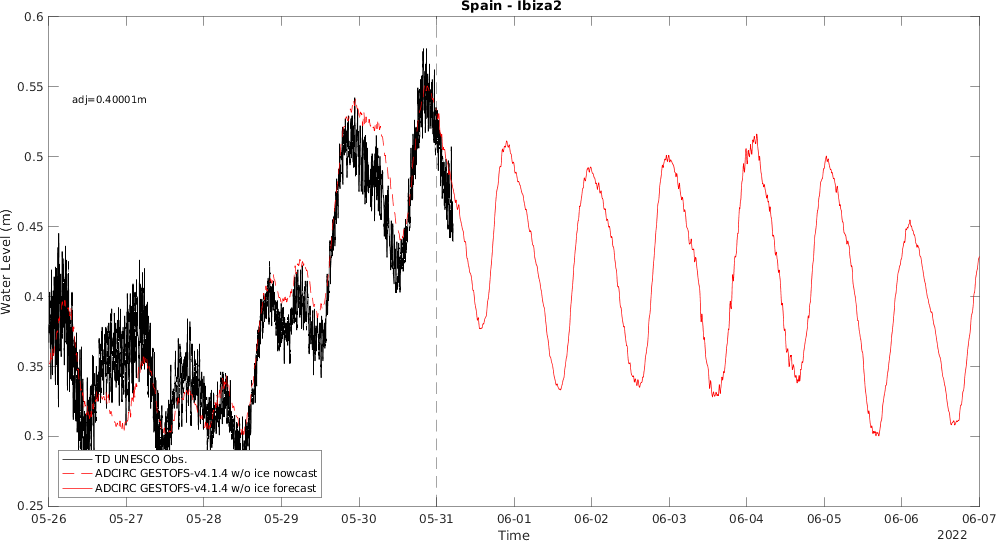 Spain - Ibiza2
0.6
0.55
0.5
0.45
0.4
0.35
0.3
0.25
Water Level (m)
adj=0.40001m
TD UNESCO Obs.
ADCIRC GESTOFS-v4.1.4 w/o ice nowcast
ADCIRC GESTOFS-v4.1.4 w/o ice forecast
05-26 05-27 05-28 05-29 05-30 05-31 06-01 06-02 06-03 06-04 06-05 06-06 06-07
Time
2022